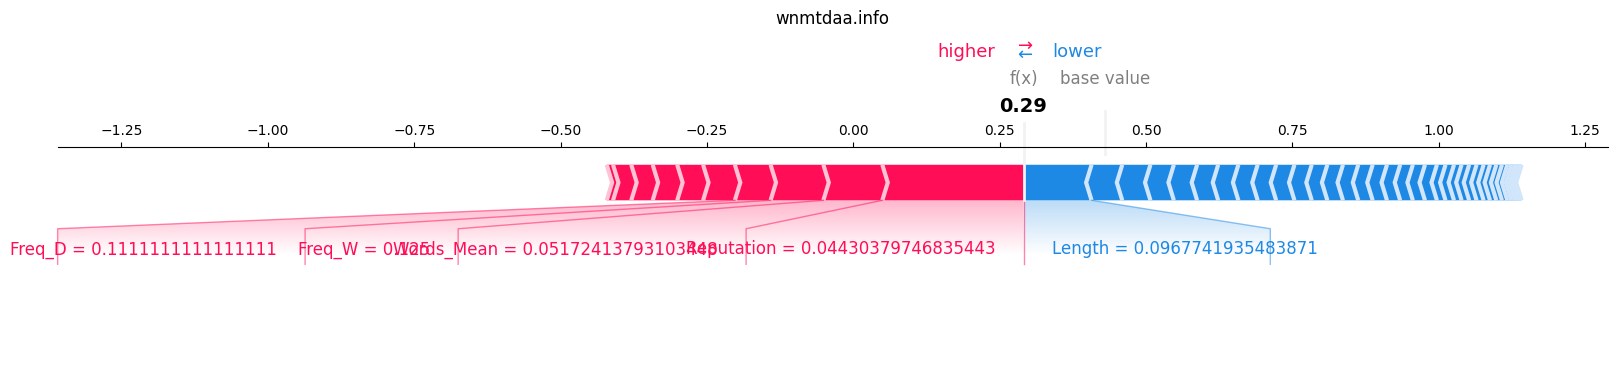 wnmtdaa.info
higher → ← lower
f(x) base value
0.29
−1.25 −1.00 −0.75 −0.50 −0.25 0.00 0.25 0.50 0.75 1.00 1.25
Freq_D = 0.1111111111111111 Freq_W = 0.125 Words_Mean = 0.05172413793103448 Reputation = 0.04430379746835443 Length = 0.0967741935483871